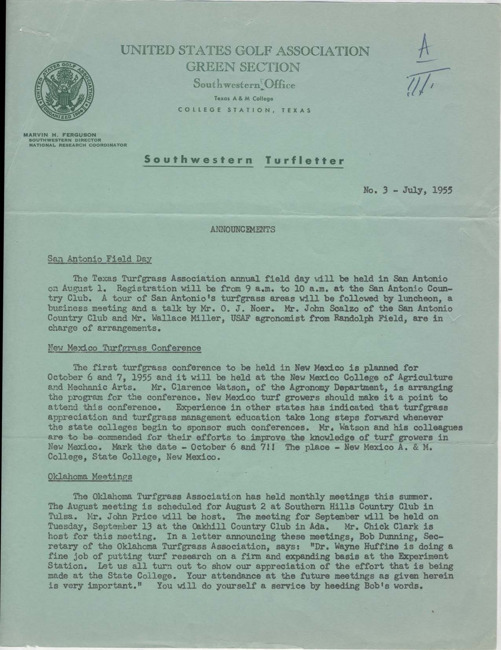 UNITED STATES GOLF ASSOCIATION
GREEN SECTION
Southwestern Office
Texas A & M College
COLLEGE STATION, TEXAS
A
UNITED STATES GOLF ASSOCIATION
MARVIN H. FERGUSON
SOUTHWESTERN DIRECTOR
NATIONAL RESEARCH COORDINATOR
Southwestern Turfletter
No. 3 - July, 1955
ANNOUNCEMENTS
San Antonio Field Day
The Texas Turfgrass Association annual field day will be held in San Antonio
on August 1. Registration will be from 9 a.m. to 10 a.m. at the San Antonio Coun-
try Club. A tour of San Antonio's turfgrass areas will be followed by luncheon, a
business meeting and a talk by Mr. O. J. Noer. Mr. John Scalzo of the San Antonio
Country Club and Mr. Wallace Miller, USAF agronomist from Randolph Field, are in
charge of arrangements.
New Mexico Turfgrass Conference
The first turfgrass conference to be held in New Mexico is planned for
October 6 and 7, 1955 and it will be held at the New Mexico College of Agriculture
and Mechanic Arts. Mr. Clarence Watson, of the Agronomy Department, is arranging
the program for the conference. New Mexico turf growers should make it a point to
attend this conference. Experience in other states has indicated that turfgrass
appreciation and turfgrass management education take long steps forward whenever
the state colleges begin to sponsor such conferences. Mr. Watson and his colleagues
are to be commended for their efforts to improve the knowledge of turf growers in
New Mexico. Mark the date - October 6 and 7!! The place - New Mexico A. & M.
College, State College, New Mexico.
Oklahoma Meetings
The Oklahoma Turfgrass Association has held monthly meetings this summer.
The August meeting is scheduled for August 2 at Southern Hills Country Club in
Tulsa. Mr. John Price will be host. The meeting for September will be held on
Tuesday, September 13 at the Oakhill Country Club in Ada. Mr. Chick Clark is
host for this meeting. In a letter announcing these meetings, Bob Dunning, Sec-
retary of the Oklahoma Turfgrass Association, says: "Dr. Wayne Huffine is doing a
fine job of putting turf research on a firm and expanding basis at the Experiment
Station. Let us all turn out to show our appreciation of the effort that is being
made at the State College. Your attendance at the future meetings as given herein
is very important." You will do yourself a service by heeding Bob's words.